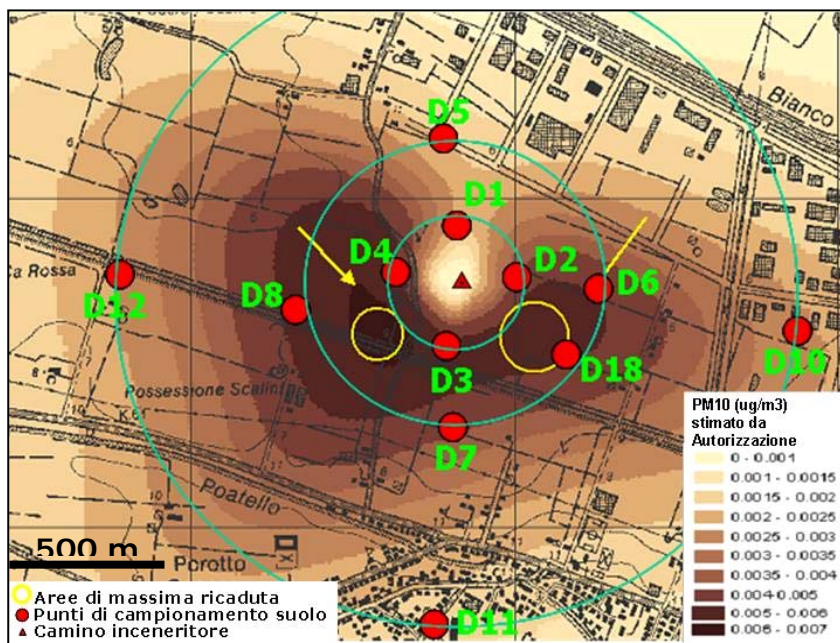 Bianco
D5
D1
D4
D2
Ca Rossa
D8
D6
D12
D10
D3
D18
Possessione Scalini
D7
Poatello
500 m
Porotto
D11
Aree di massima ricaduta
Punti di campionamento suolo
Camino inceneritore
PM10 (ug/m3)
stimato da
Autorizzazione
0 - 0.001
0.001 - 0.0015
0.0015 - 0.002
0.002 - 0.0025
0.0025 - 0.003
0.003 - 0.0035
0.0035 - 0.004
0.004-0.005
0.005 - 0.006
0.006 - 0.007